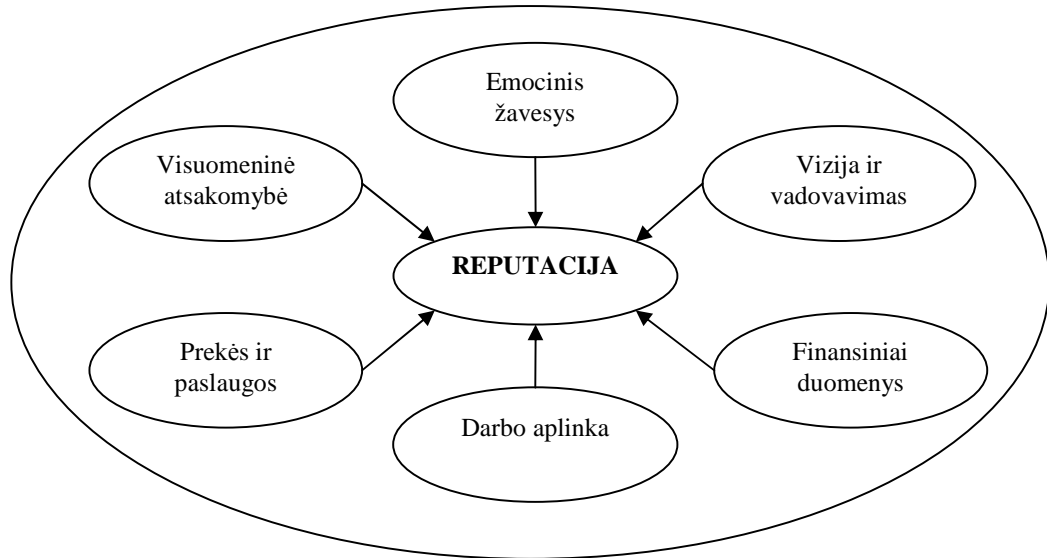 Emocinis
žavesys
Visuomeninė
atsakomybė
Vizija ir
vadovavimas
REPUTACIJA
Prekės ir
paslaugos
Finansiniai
duomenys
Darbo aplinka